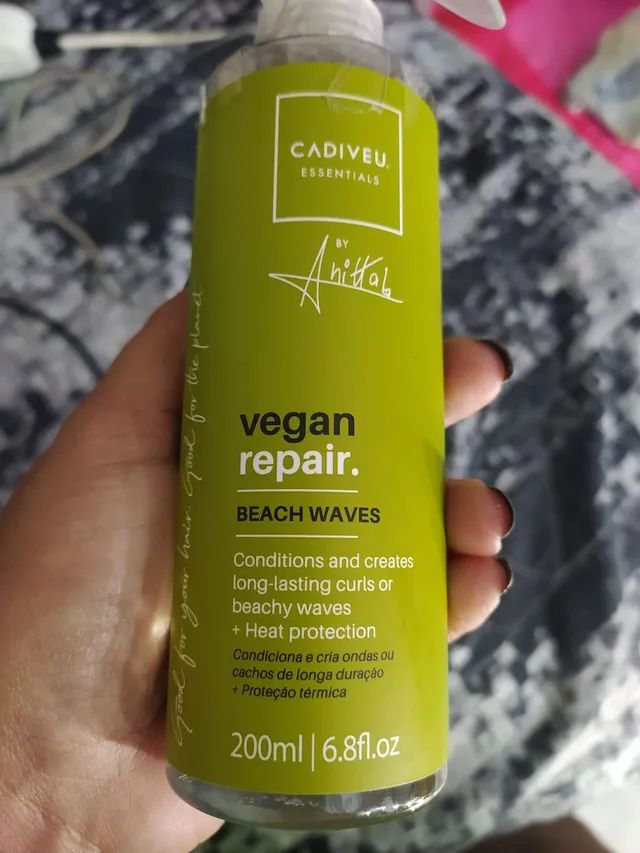 CADIVEU
ESSENTIALS
BY
Anitta
vegan
repair.
BEACH WAVES
Conditions and creates
long-lasting curls or
beachy waves
+ Heat protection
Condiciona e cria ondas ou
cachos de longa duração
+ Proteção térmica
200ml | 6.8fl.oz
Good for your hair. Good for the planet